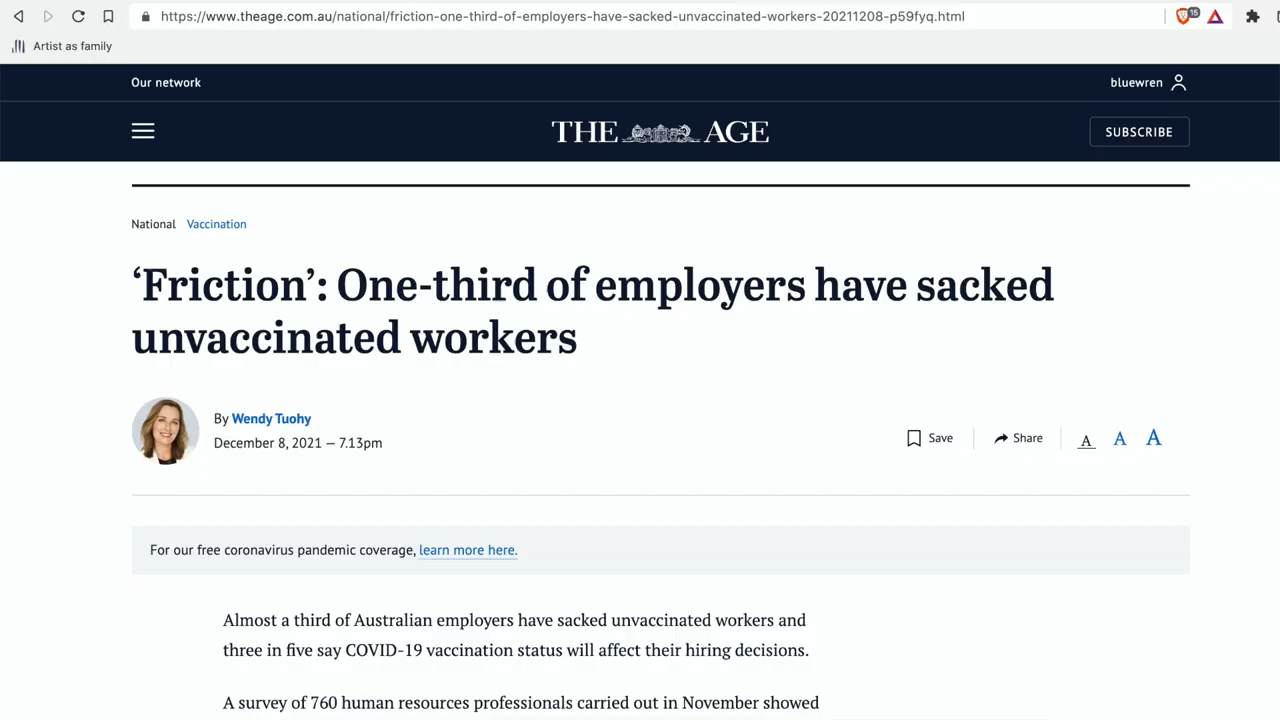 https://www.theage.com.au/national/friction-one-third-of-employers-have-sacked-unvaccinated-workers-20211208-p59fyq.html
15
Artist as family
Our network
bluewren
THE AGE
SUBSCRIBE
National Vaccination
‘Friction’: One-third of employers have sacked
unvaccinated workers
By Wendy Tuohy
December 8, 2021 — 7.13pm
Save Share A A A
For our free coronavirus pandemic coverage, learn more here.
Almost a third of Australian employers have sacked unvaccinated workers and
three in five say COVID-19 vaccination status will affect their hiring decisions.
A survey of 760 human resources professionals carried out in November showed